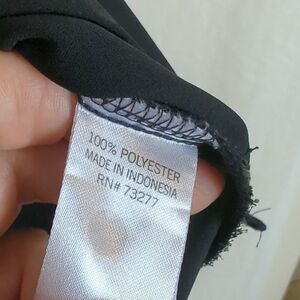 100% POLYESTER
MADE IN INDONESIA
RN# 73277